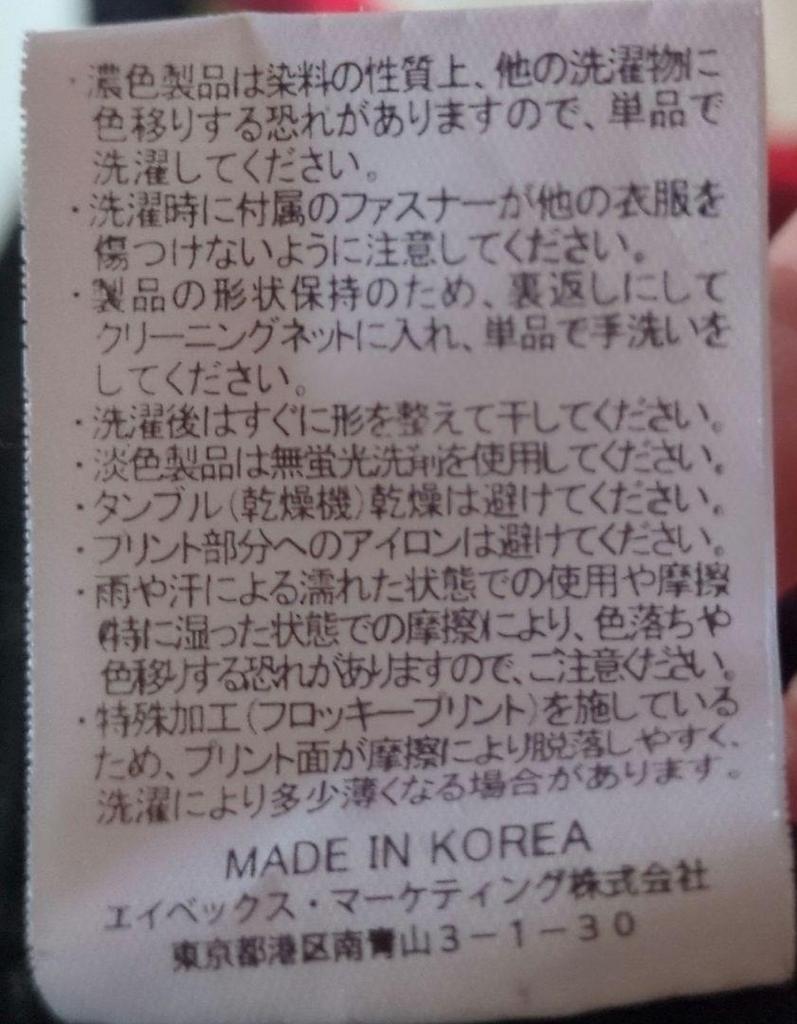 ・濃色製品は染料の性質上、他の洗濯物に
色移りする恐れがありますので、単品で
洗濯してください。
・洗濯時に付属のファスナーが他の衣服を
傷つけないように注意してください。
・製品の形状保持のため、裏返しにして
クリーニングネットに入れ、単品で手洗いを
してください。
・洗濯後はすぐに形を整えて干してください。
・淡色製品は無蛍光洗剤を使用してください。
・タンブル(乾燥機)乾燥は避けてください。
・プリント部分へのアイロンは避けてください。
・雨や汗による濡れた状態での使用や摩擦
(特に湿った状態での摩擦)により、色落ちや
色移りする恐れがありますので、ご注意ください。
・特殊加工(フロッキープリント)を施している
ため、プリント面が摩擦により脱落しやすく、
洗濯により多少薄くなる場合があります。
MADE IN KOREA
エイベックス・マーケティング株式会社
東京都港区南青山3-1-30